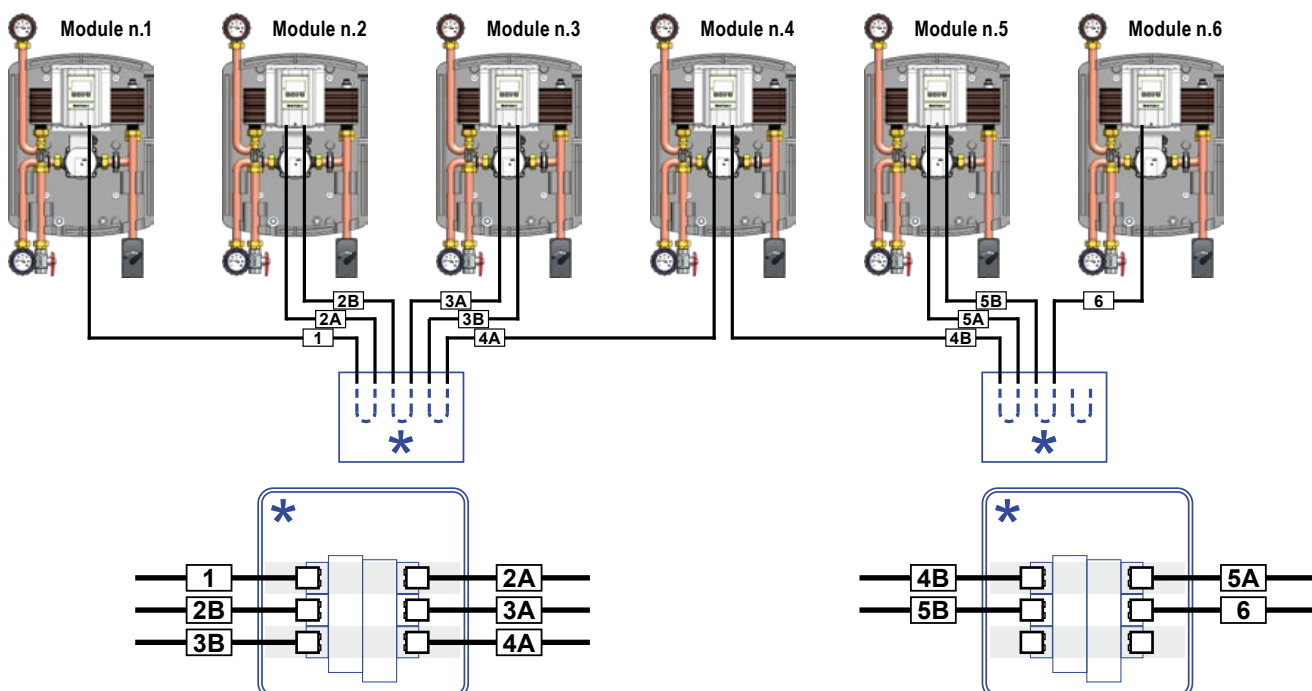 Module n.1 Module n.2 Module n.3 Module n.4 Module n.5 Module n.6
2B 3A 5B 6
2A 3B 5A
1 4A 4B
* *
* *
1 2A 4B 5A
2B 3A 5B 6
3B 4A